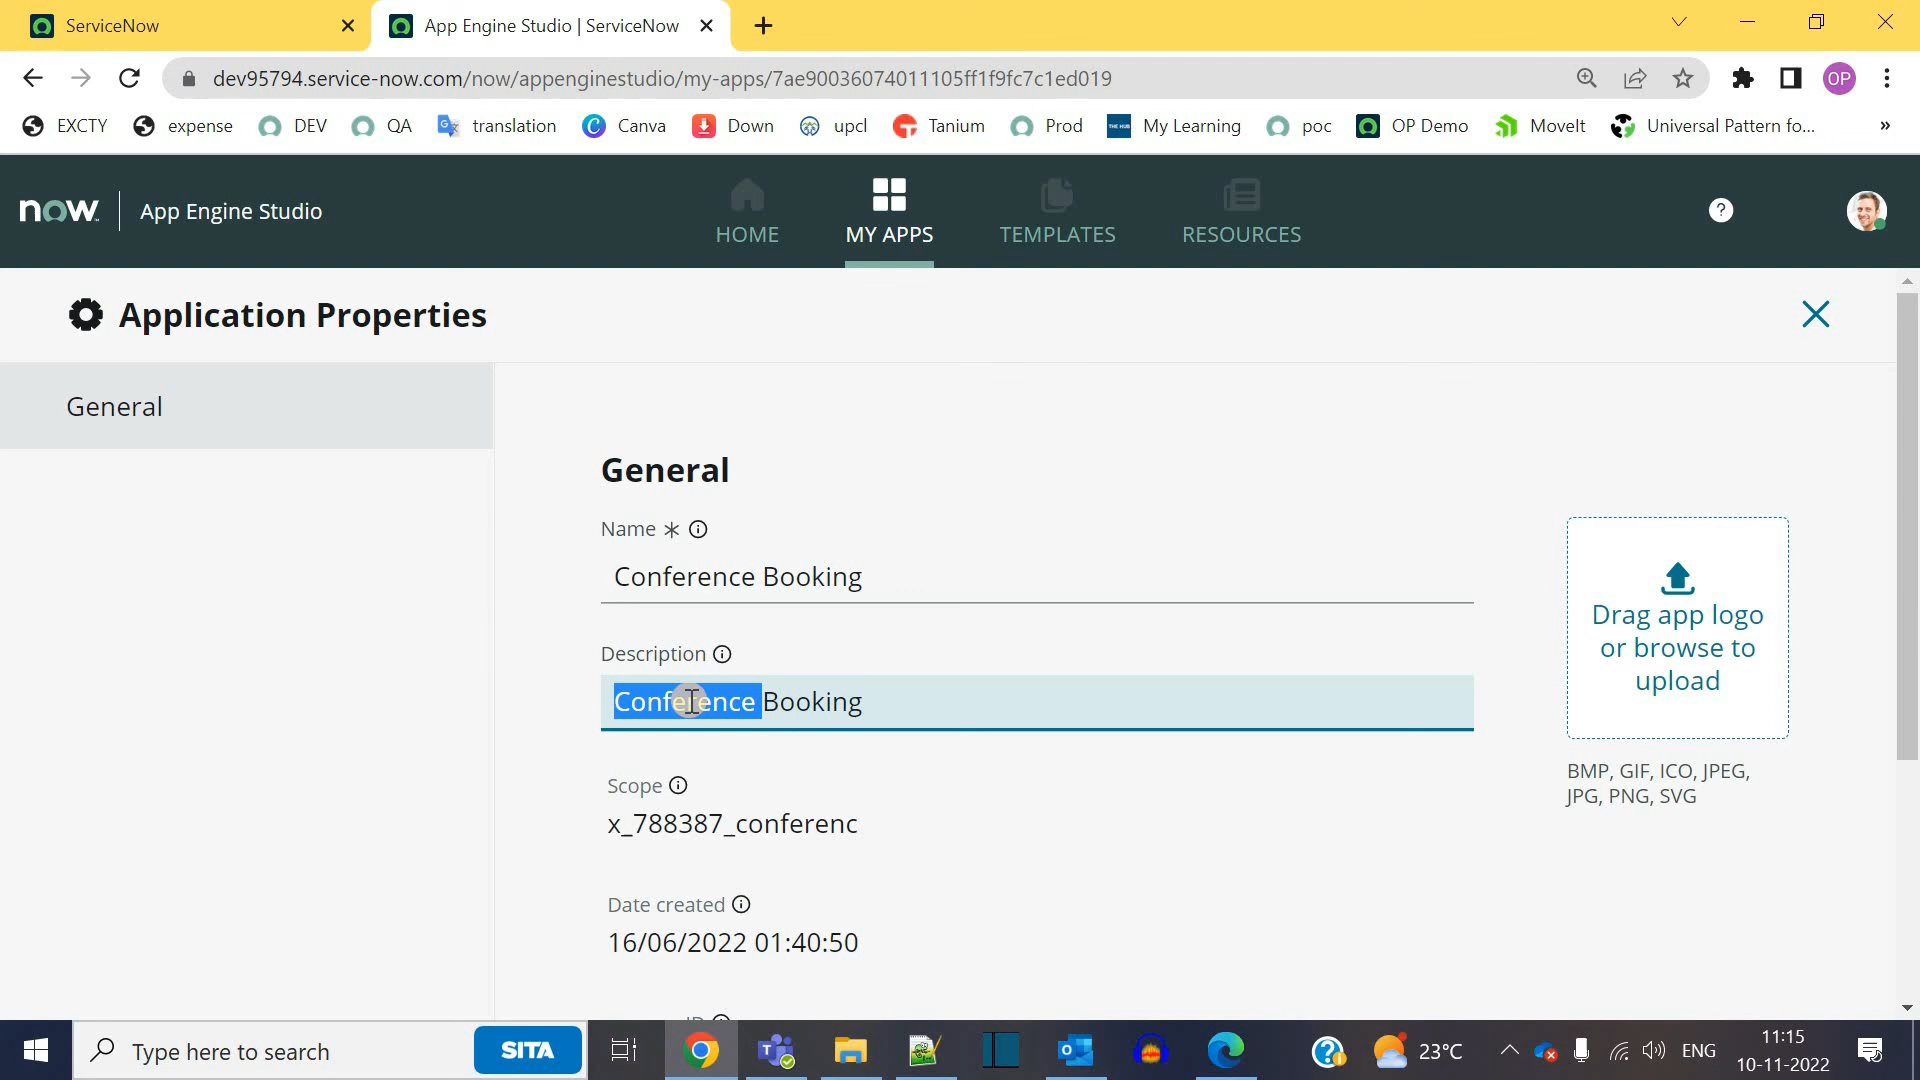 ServiceNow
App Engine Studio | ServiceNow
dev95794.service-now.com/now/appenginestudio/my-apps/7ae90036074011105ff1f9fc7c1ed019
OP
EXCTY
expense
DEV
QA
translation
Canva
Down
upcl
Tanium
Prod
THE HUB
My Learning
poc
OP Demo
MoveIt
Universal Pattern fo...
»
now
App Engine Studio
HOME
MY APPS
TEMPLATES
RESOURCES
Application Properties
General
General
Name *
Conference Booking
Description
Conference Booking
Scope
x_788387_conferenc
Date created
16/06/2022 01:40:50
Drag app logo
or browse to
upload
BMP, GIF, ICO, JPEG,
JPG, PNG, SVG
Type here to search
SITA
23°C
ENG
11:15
10-11-2022